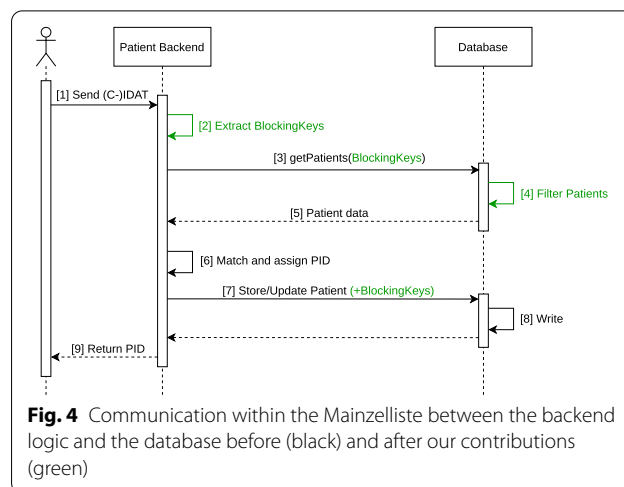 Patient Backend
Database
[1] Send (C-)IDAT
[2] Extract BlockingKeys
[3] getPatients(BlockingKeys)
[4] Filter Patients
[5] Patient data
[6] Match and assign PID
[7] Store/Update Patient (+BlockingKeys)
[8] Write
[9] Return PID
Fig. 4 Communication within the Mainzelliste between the backend
logic and the database before (black) and after our contributions
(green)